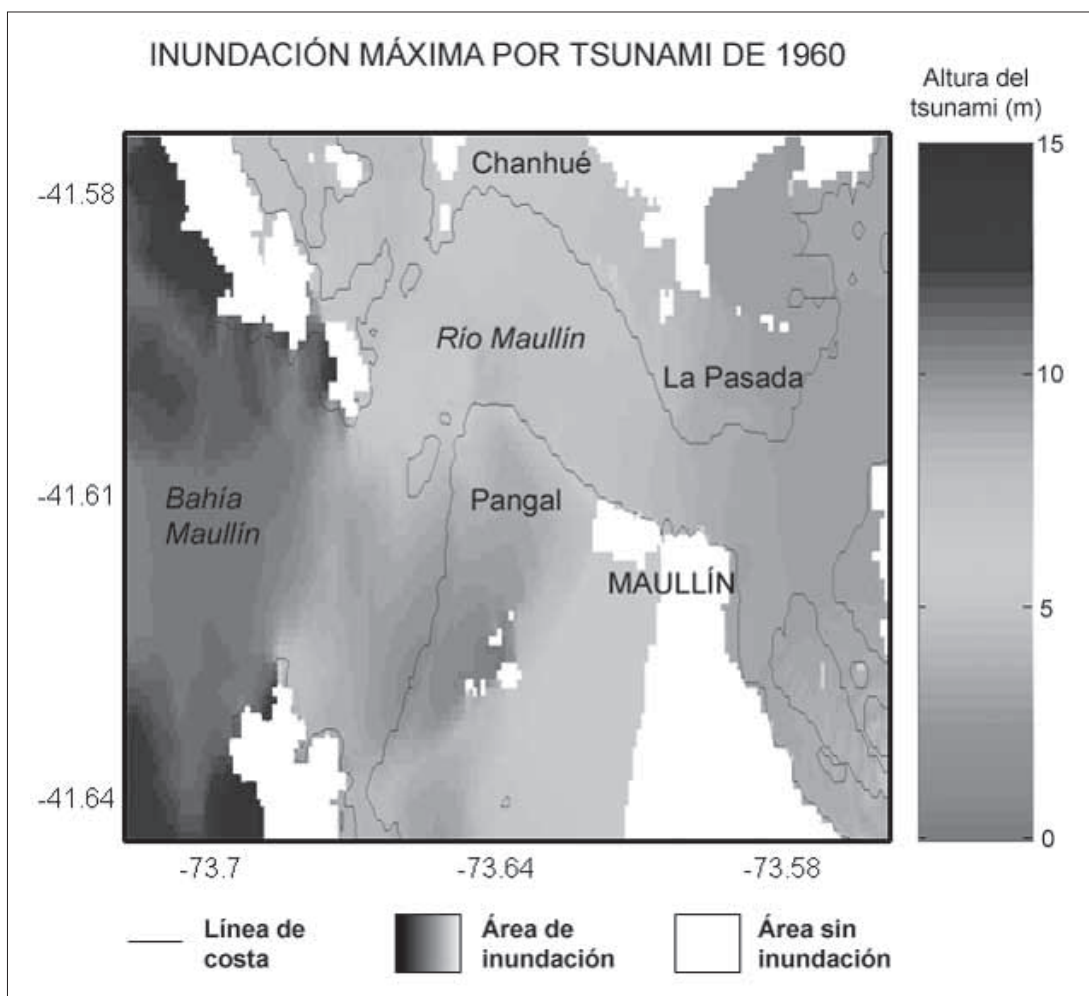 INUNDACIÓN MÁXIMA POR TSUNAMI DE 1960
Altura del
tsunami (m)
15
10
5
0
-41.58
-41.61
-41.64
Chanhué
Río Maullín
La Pasada
Bahía
Maullín
Pangal
MAULLÍN
-73.7
-73.64
-73.58
Línea de
costa
Área de
inundación
Área sin
inundación